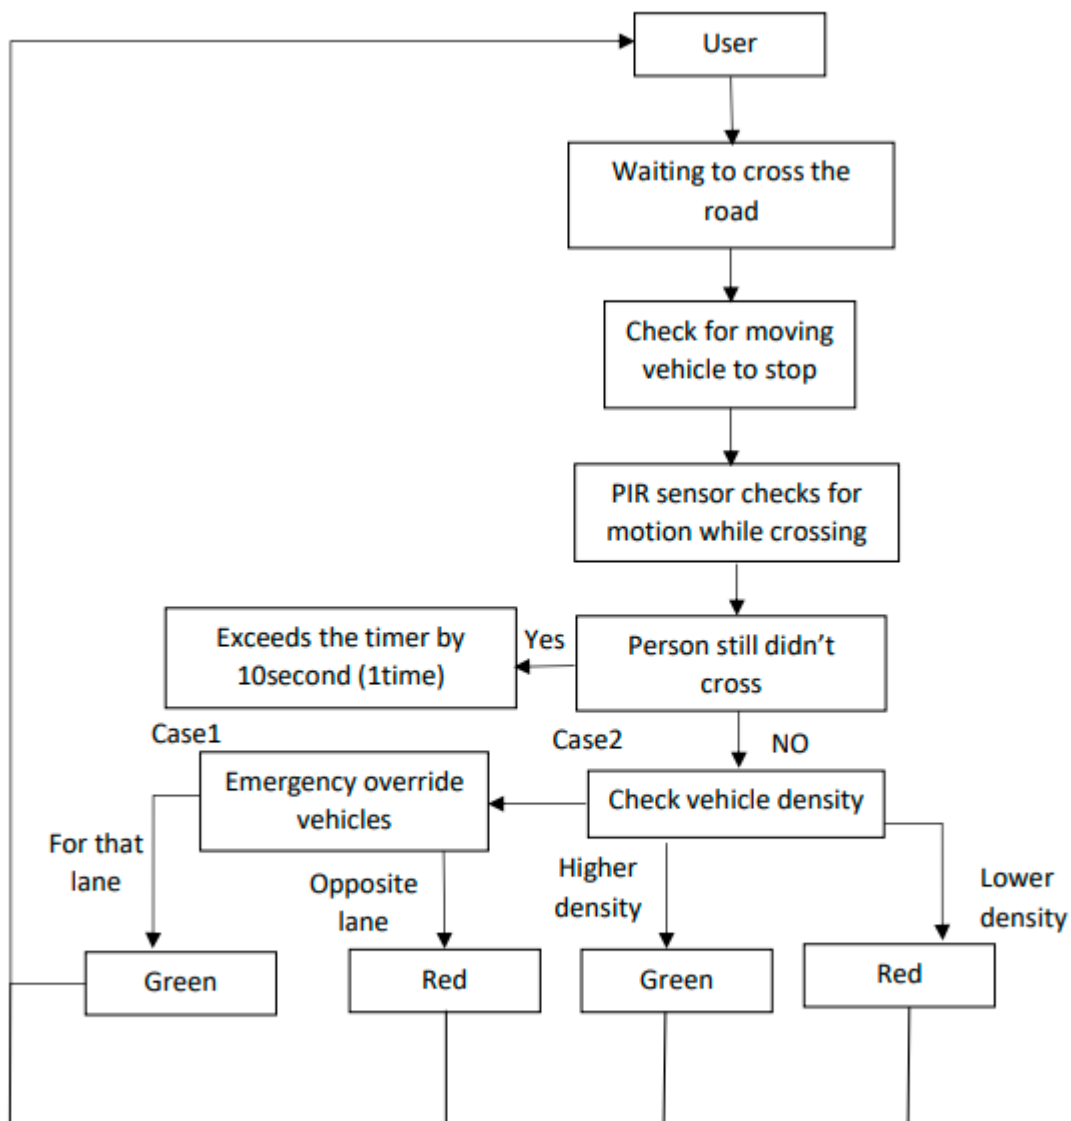 User
Waiting to cross the
road
Check for moving
vehicle to stop
PIR sensor checks for
motion while crossing
Exceeds the timer by
10second (1time)
Yes
Person still didn’t
cross
Case1
Case2
NO
Emergency override
vehicles
Check vehicle density
For that
lane
Opposite
lane
Higher
density
Lower
density
Green
Red
Green
Red